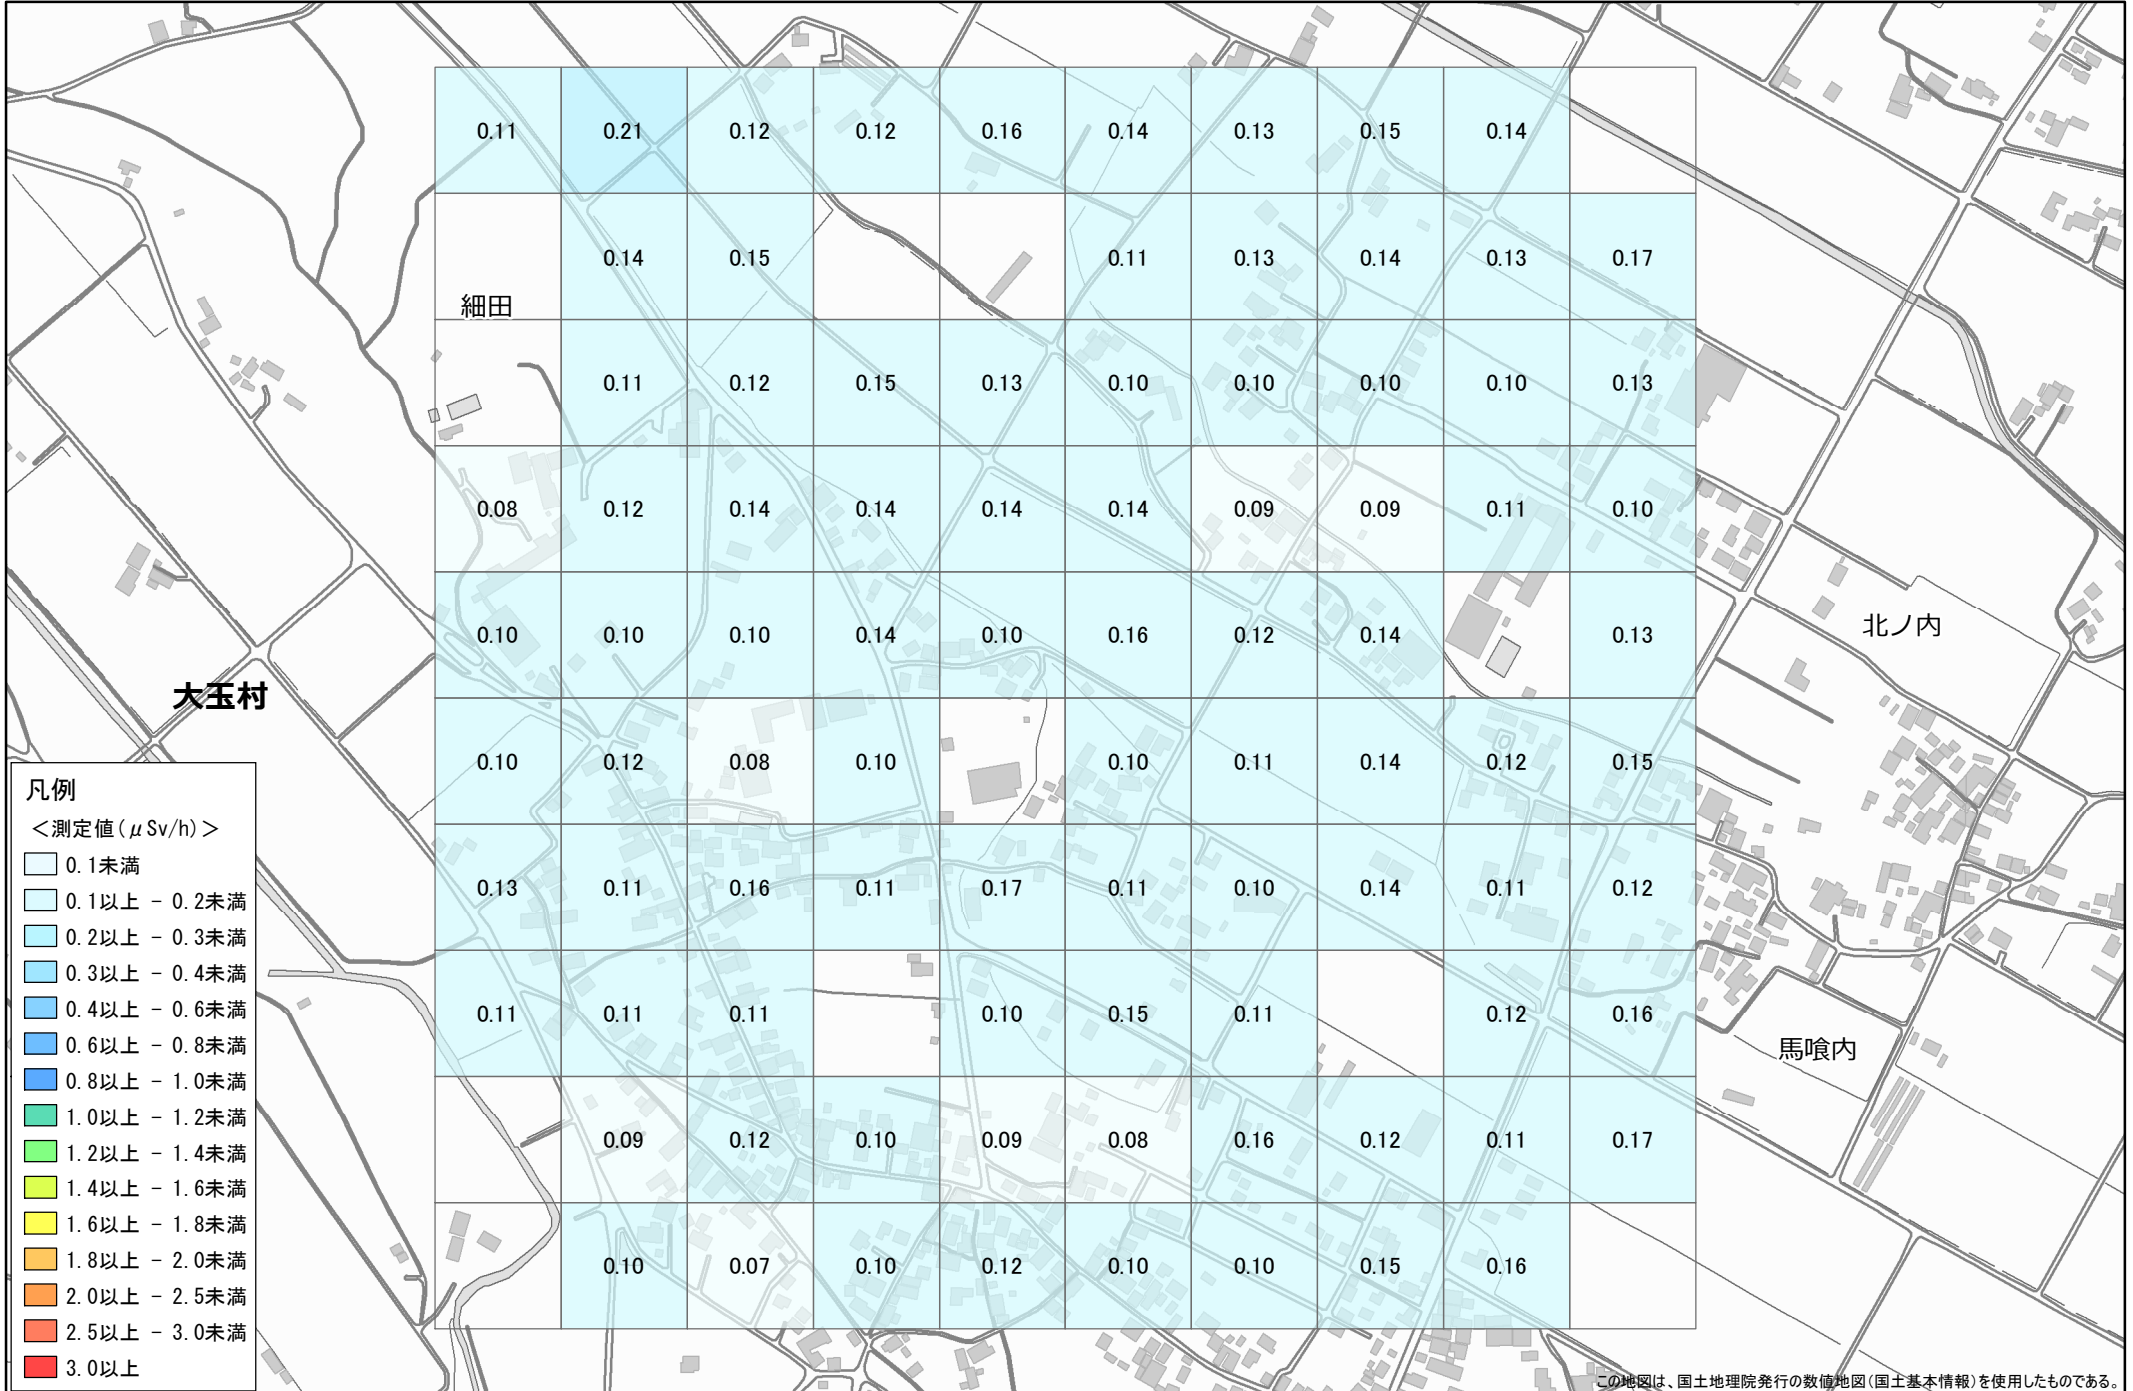 0.11 0.21 0.12 0.12 0.16 0.14 0.13 0.15 0.14
0.14 0.15 0.11 0.13 0.14 0.13 0.17
細田
0.11 0.12 0.15 0.13 0.10 0.10 0.10 0.10 0.13
0.08 0.12 0.14 0.14 0.14 0.14 0.09 0.09 0.11 0.10
0.10 0.10 0.10 0.14 0.10 0.16 0.12 0.14 0.13
北ノ内
大玉村
0.10 0.12 0.08 0.10 0.10 0.11 0.14 0.12 0.15
0.13 0.11 0.16 0.11 0.17 0.11 0.10 0.14 0.11 0.12
0.11 0.11 0.11 0.10 0.15 0.11 0.12 0.16
馬喰内
0.09 0.12 0.10 0.09 0.08 0.16 0.12 0.11 0.17
0.10 0.07 0.10 0.12 0.10 0.10 0.15 0.16
凡例
＜測定値(μSv/h)＞
0.1未満
0.1以上 - 0.2未満
0.2以上 - 0.3未満
0.3以上 - 0.4未満
0.4以上 - 0.6未満
0.6以上 - 0.8未満
0.8以上 - 1.0未満
1.0以上 - 1.2未満
1.2以上 - 1.4未満
1.4以上 - 1.6未満
1.6以上 - 1.8未満
1.8以上 - 2.0未満
2.0以上 - 2.5未満
2.5以上 - 3.0未満
3.0以上
この地図は、国土地理院発行の数値地図(国土基本情報)を使用したものである。